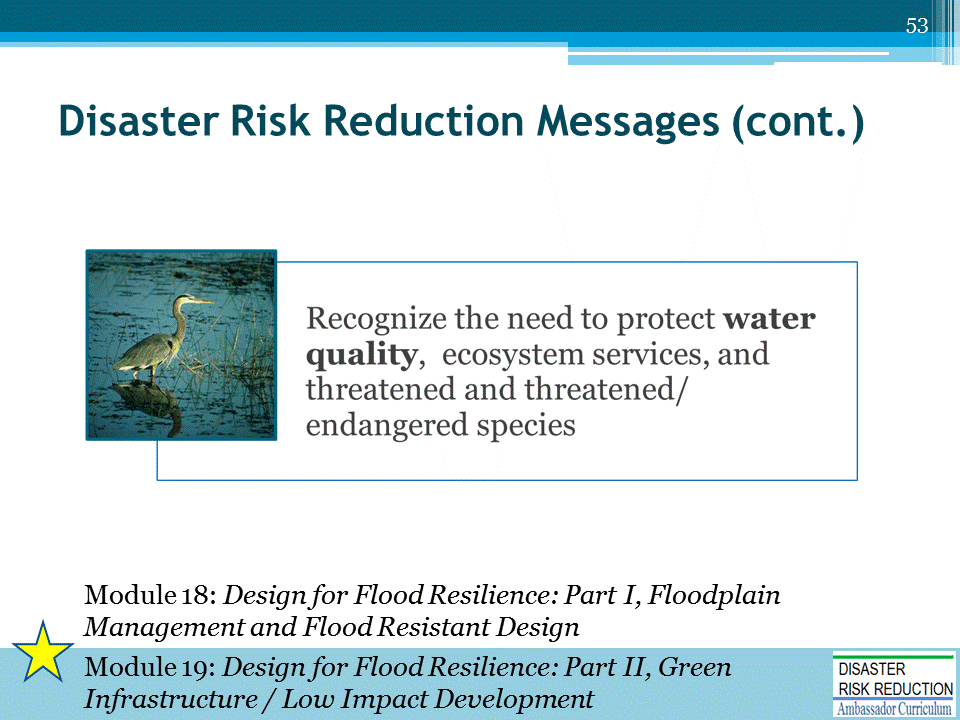 53
Disaster Risk Reduction Messages (cont.)
Recognize the need to protect water
quality,  ecosystem services, and
threatened and threatened/
endangered species
Module 18: Design for Flood Resilience: Part I, Floodplain
Management and Flood Resistant Design
Module 19: Design for Flood Resilience: Part II, Green
Infrastructure / Low Impact Development
DISASTER
RISK REDUCTION
Ambassador Curriculum